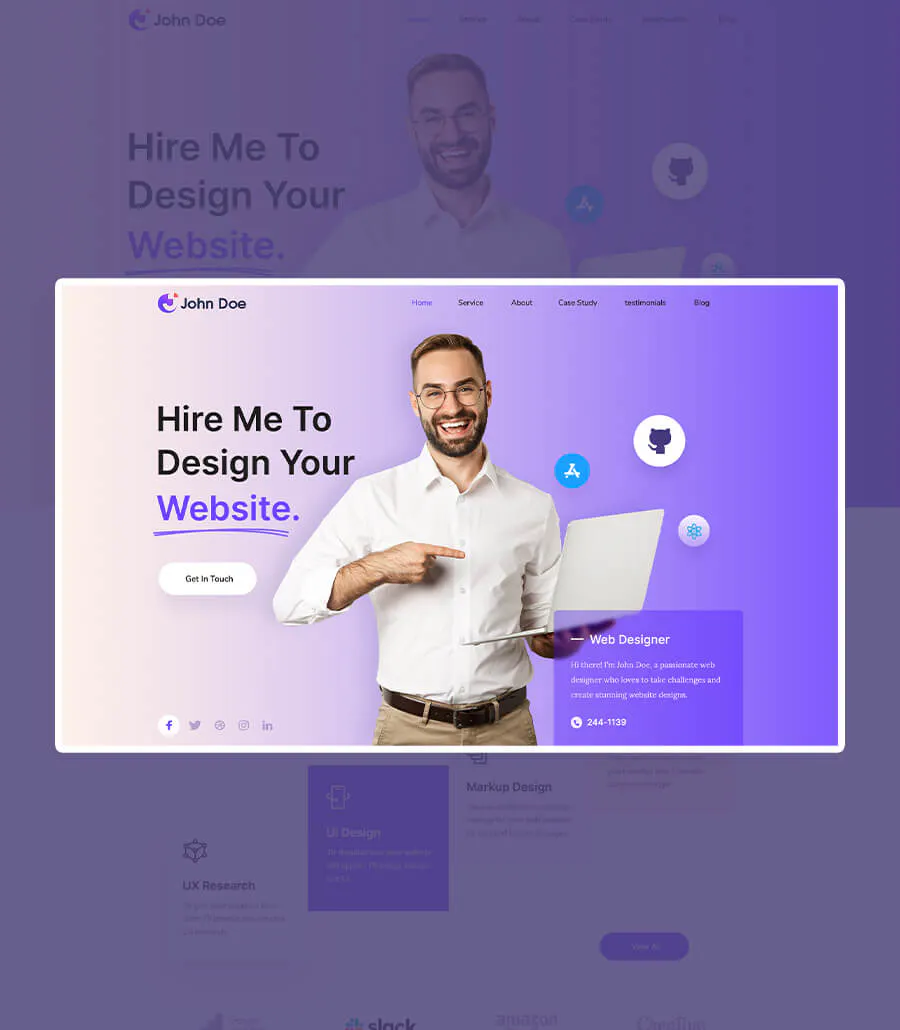 John Doe
Home Service About Case Study testimonials Blog
Hire Me To
Design Your
Website.
John Doe
Home Service About Case Study testimonials Blog
Hire Me To
Design Your
Website.
Get In Touch
Web Designer
Hi there! I'm John Doe, a passionate web
designer who loves to take challenges and
create stunning website designs.
244-1139
Markup Design
Ui Design
UX Research
View All
slack
amazon